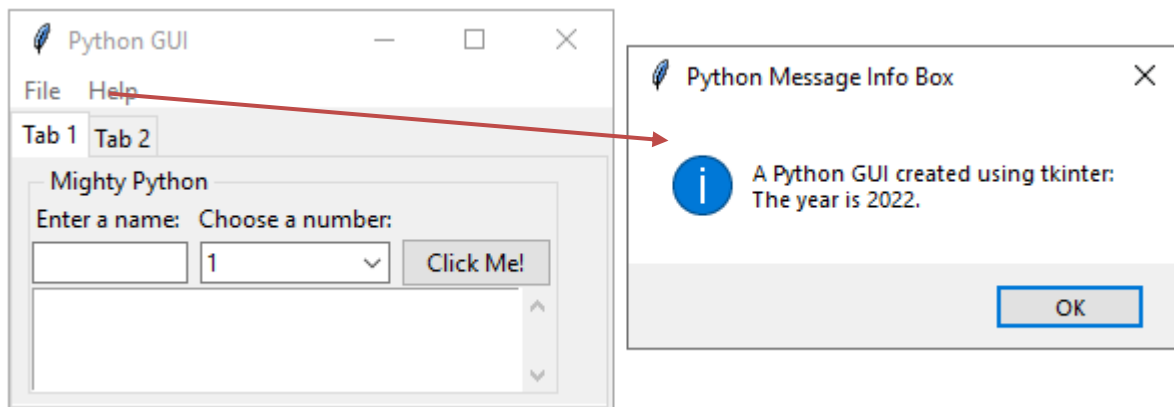 Python GUI
File Help
Tab 1 Tab 2
Mighty Python
Enter a name: Choose a number:
1 Click Me!
Python Message Info Box
A Python GUI created using tkinter:
The year is 2022.
OK